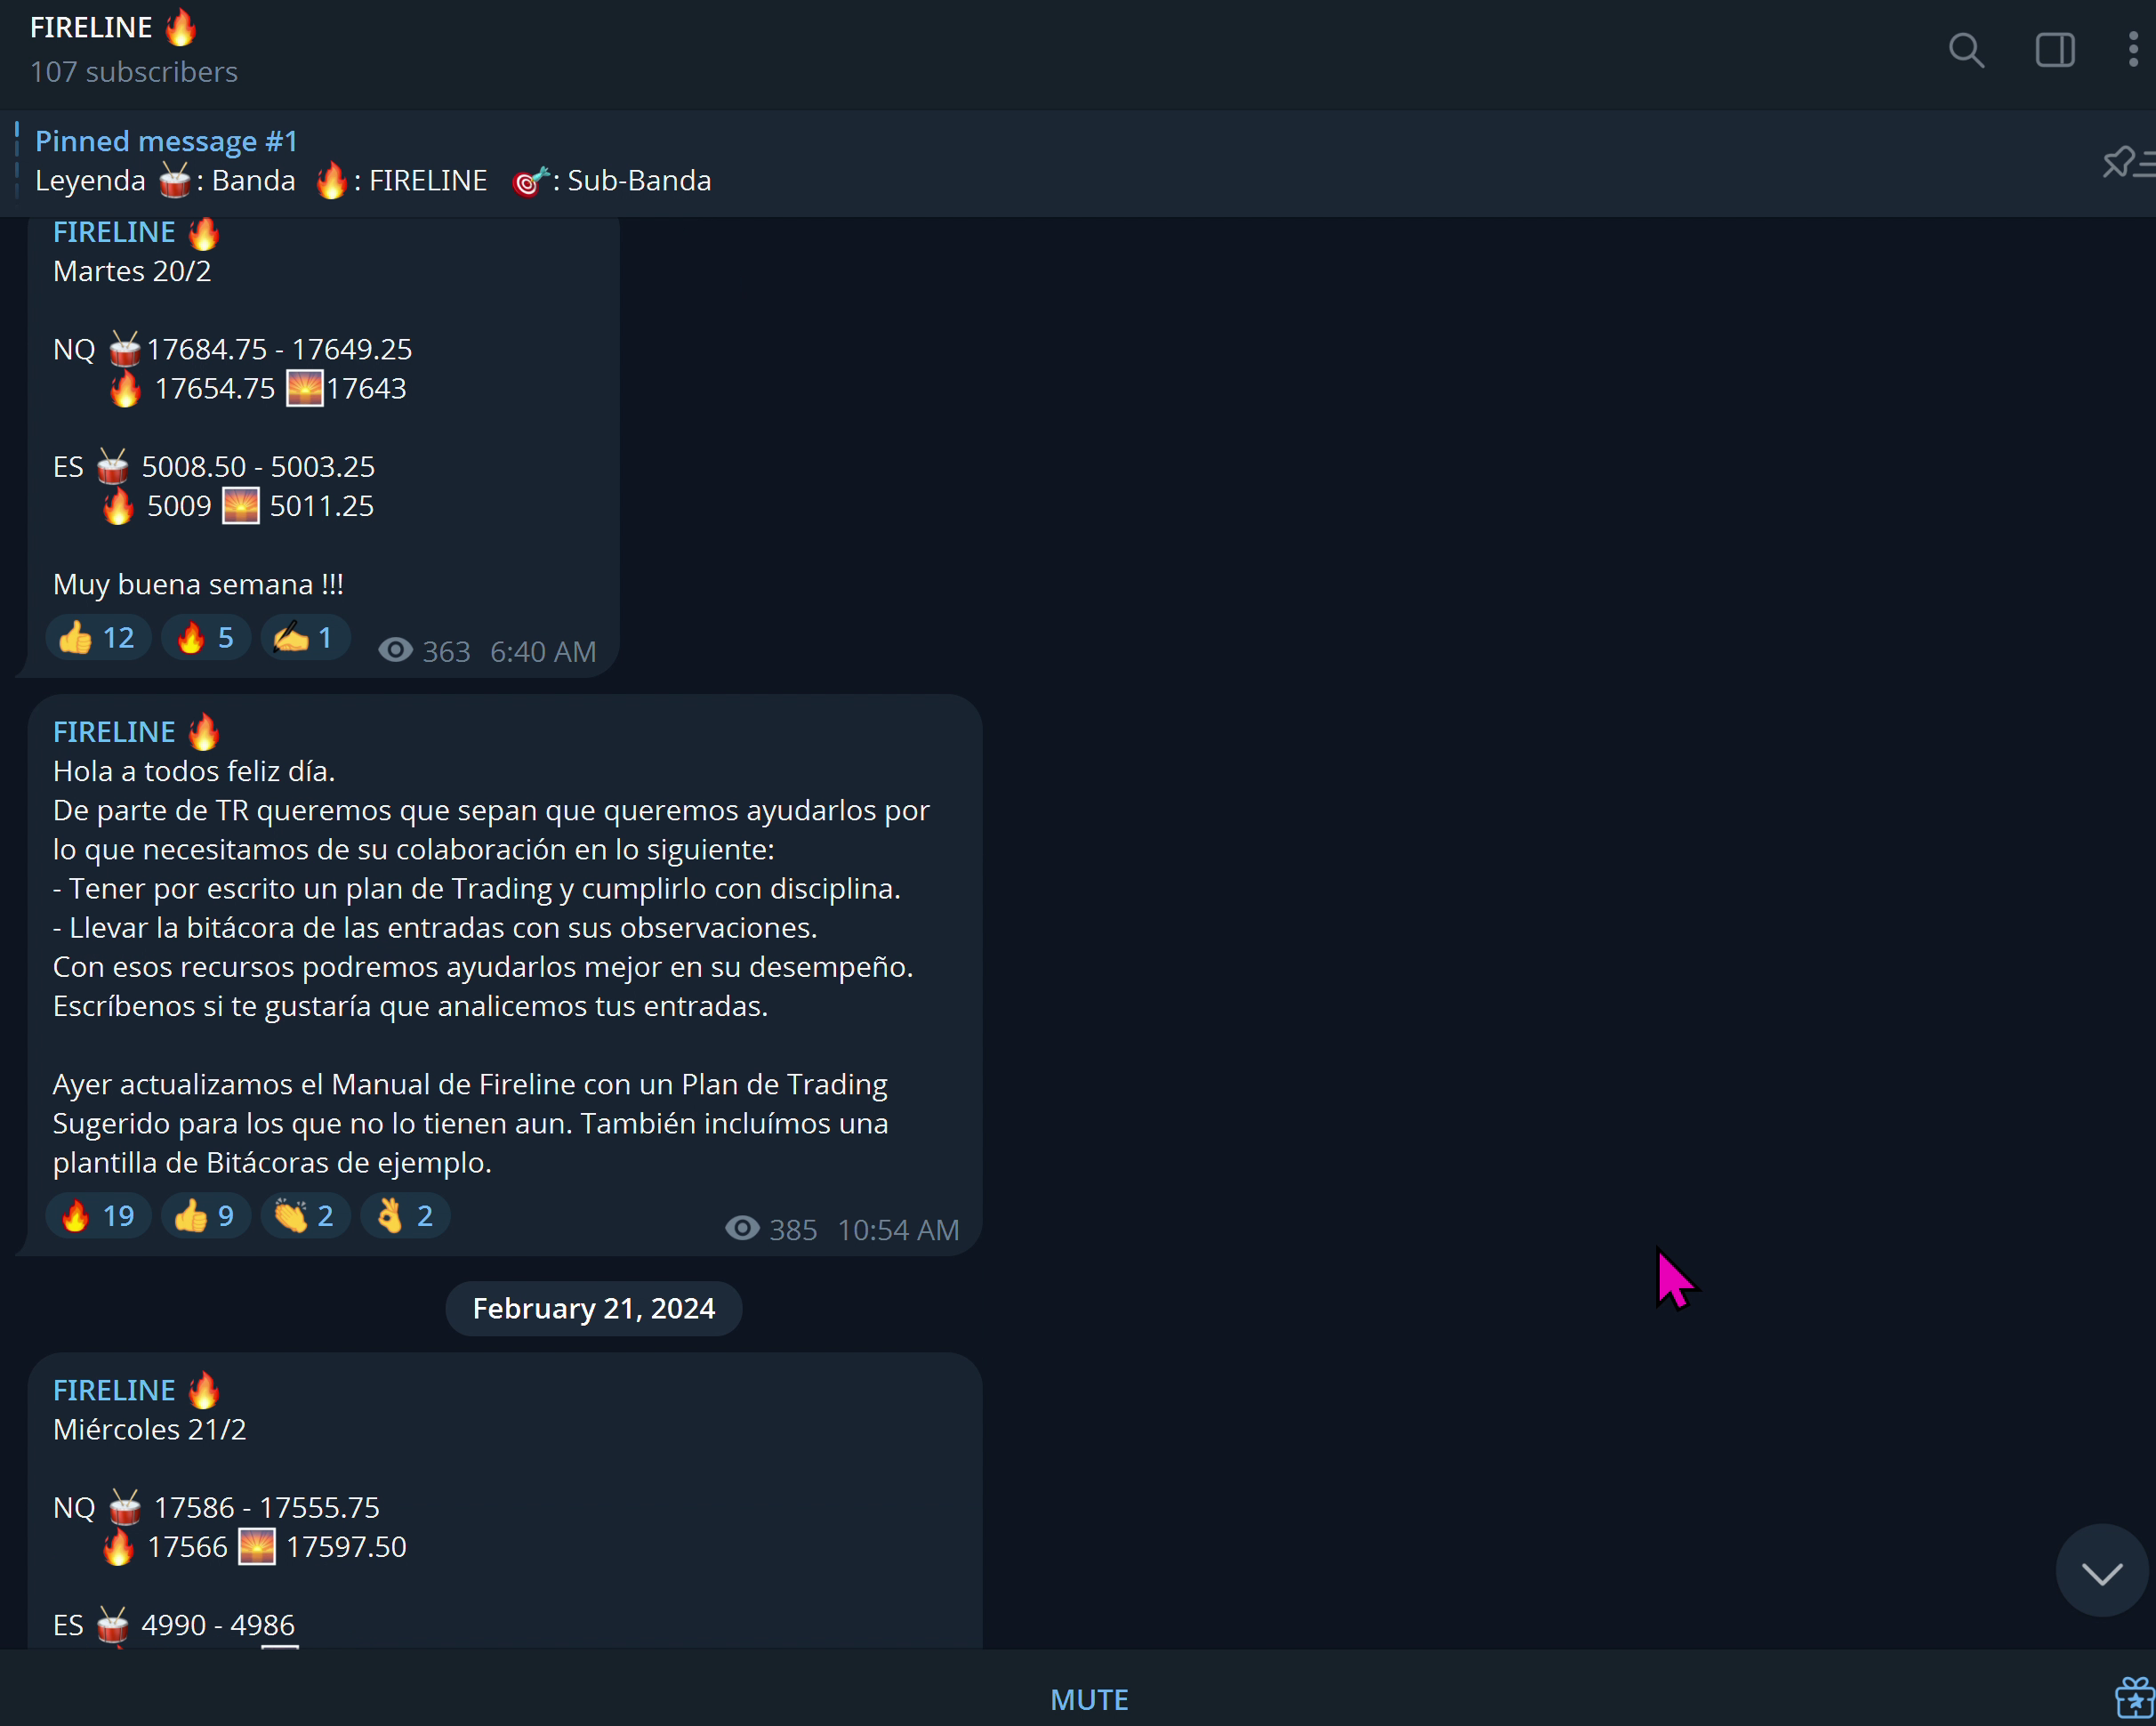 FIRELINE 🔥
107 subscribers
Pinned message #1
Leyenda 🥁: Banda 🔥: FIRELINE 🎯: Sub-Banda
FIRELINE 🔥
Martes 20/2
NQ 🥁17684.75 - 17649.25
🔥 17654.75 🌅17643
ES 🥁 5008.50 - 5003.25
🔥 5009 🌅 5011.25
Muy buena semana !!!
👍 12 🔥 5 ✍ 1 363 6:40 AM
FIRELINE 🔥
Hola a todos feliz día.
De parte de TR queremos que sepan que queremos ayudarlos por
lo que necesitamos de su colaboración en lo siguiente:
- Tener por escrito un plan de Trading y cumplirlo con disciplina.
- Llevar la bitácora de las entradas con sus observaciones.
Con esos recursos podremos ayudarlos mejor en su desempeño.
Escríbenos si te gustaría que analicemos tus entradas.
Ayer actualizamos el Manual de Fireline con un Plan de Trading
Sugerido para los que no lo tienen aun. También incluímos una
plantilla de Bitácoras de ejemplo.
🔥 19 👍 9 👏 2 👌 2 385 10:54 AM
February 21, 2024
FIRELINE 🔥
Miércoles 21/2
NQ 🥁 17586 - 17555.75
🔥 17566 🌅 17597.50
ES 🥁 4990 - 4986
MUTE